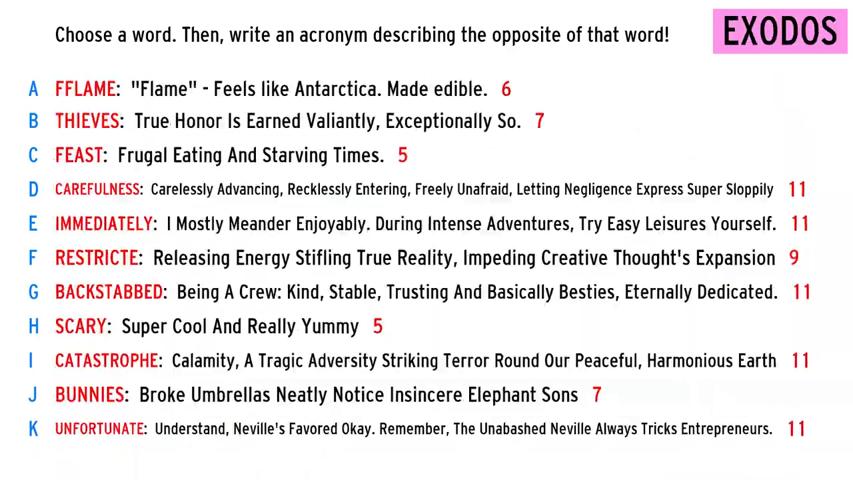 Choose a word. Then, write an acronym describing the opposite of that word!
EXODOS
A FFLAME: "Flame" - Feels like Antarctica. Made edible. 6
B THIEVES: True Honor Is Earned Valiantly, Exceptionally So. 7
C FEAST: Frugal Eating And Starving Times. 5
D CAREFULNESS: Carelessly Advancing, Recklessly Entering, Freely Unafraid, Letting Negligence Express Super Sloppily 11
E IMMEDIATELY: I Mostly Meander Enjoyably. During Intense Adventures, Try Easy Leisures Yourself. 11
F RESTRICTE: Releasing Energy Stifling True Reality, Impeding Creative Thought's Expansion 9
G BACKSTABBED: Being A Crew: Kind, Stable, Trusting And Basically Besties, Eternally Dedicated. 11
H SCARY: Super Cool And Really Yummy 5
I CATASTROPHE: Calamity, A Tragic Adversity Striking Terror Round Our Peaceful, Harmonious Earth 11
J BUNNIES: Broke Umbrellas Neatly Notice Insincere Elephant Sons 7
K UNFORTUNATE: Understand, Neville's Favored Okay. Remember, The Unabashed Neville Always Tricks Entrepreneurs. 11